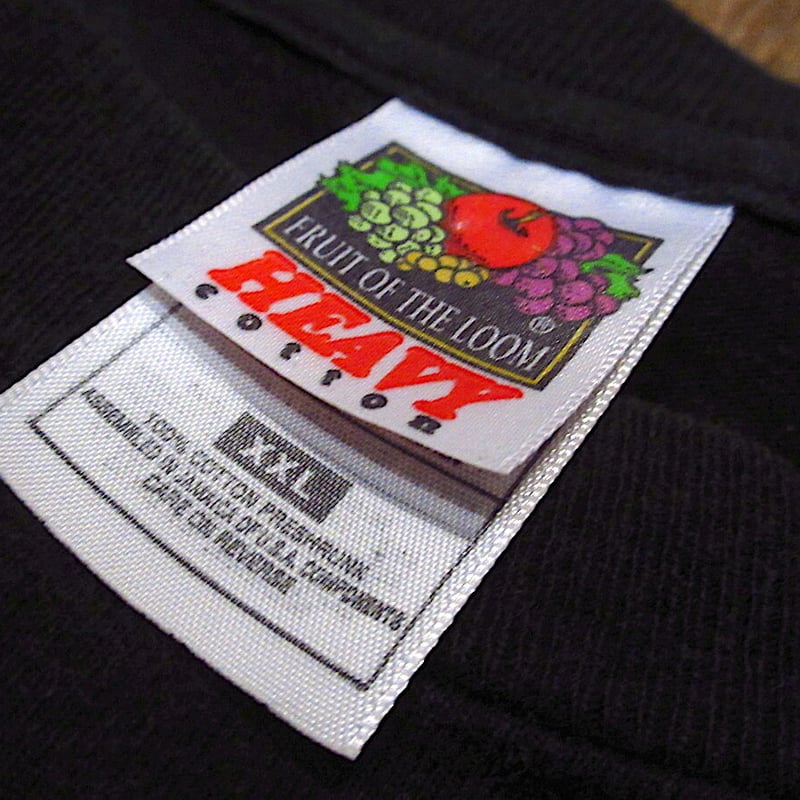 FRUIT OF THE LOOM ®
HEAVY
cotton
XXL
100% COTTON PRESHRUNK
ASSEMBLED IN JAMAICA OF U.S.A. COMPONENTS
CARE ON REVERSE